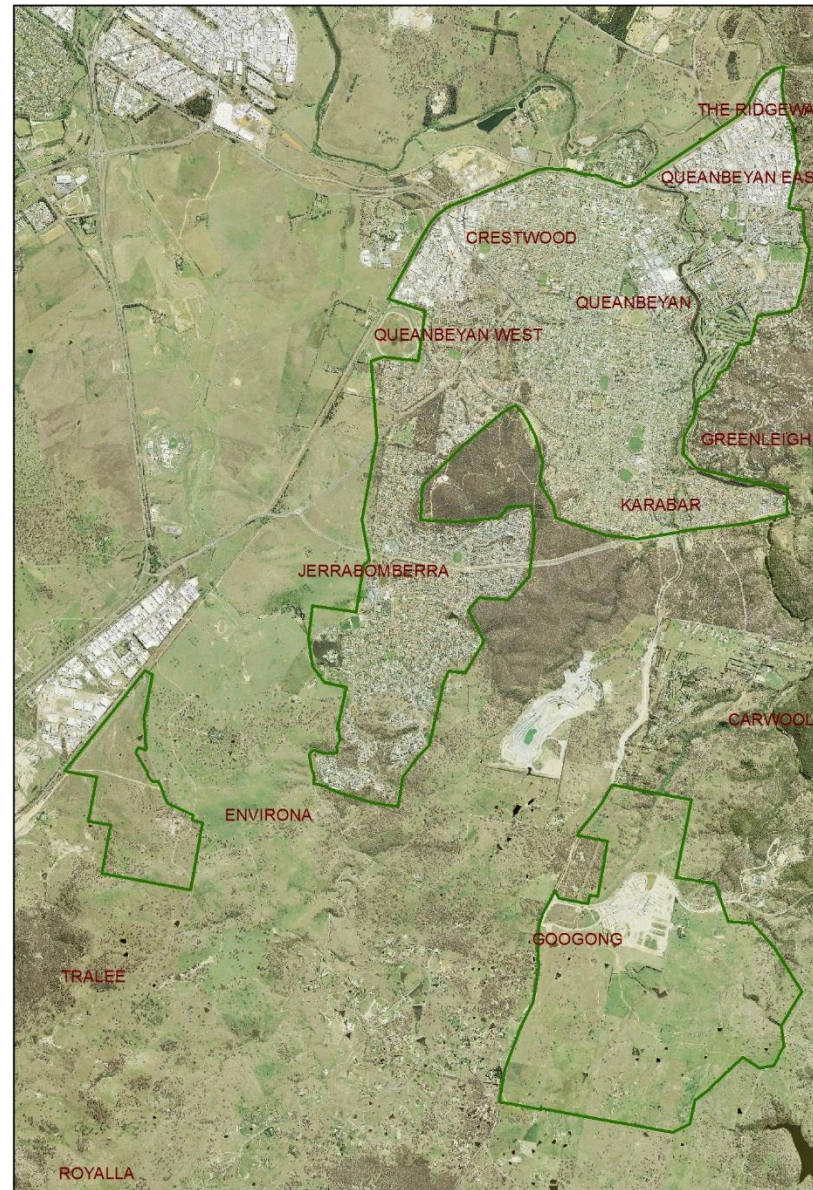 THE RIDGEWA
QUEANBEYAN EAS
CRESTWOOD
QUEANBEYAN
QUEANBEYAN WEST
GREENLEIGH
KARABAR
JERRABOMBERRA
CARWOOL
ENVIRONA
GOOGONG
TRALEE
ROYALLA